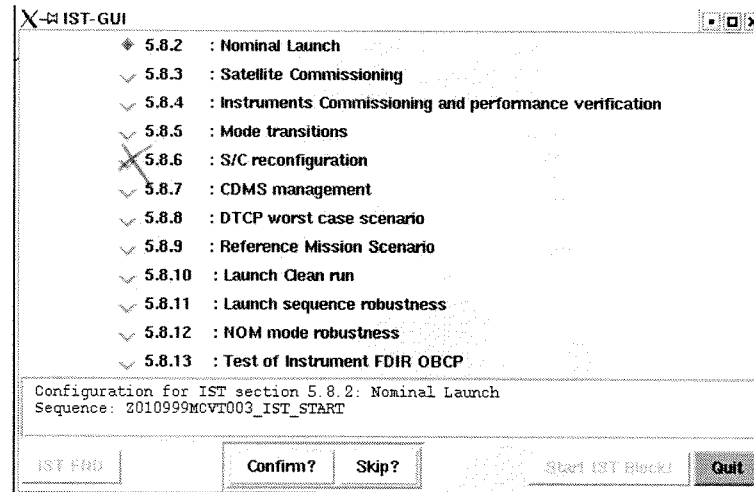 IST-GUI
5.8.2 : Nominal Launch
5.8.3 : Satellite Commissioning
5.8.4 : Instruments Commissioning and performance verification
5.8.5 : Mode transitions
5.8.6 : S/C reconfiguration
5.8.7 : CDMS management
5.8.8 : DTCP worst case scenario
5.8.9 : Reference Mission Scenario
5.8.10 : Launch Clean run
5.8.11 : Launch sequence robustness
5.8.12 : NOM mode robustness
5.8.13 : Test of Instrument FDIR OBCP
Configuration for IST section 5.8.2: Nominal Launch
Sequence: Z010999MCVT003_IST_START
IST END Confirm? Skip? Start IST Block! Quit